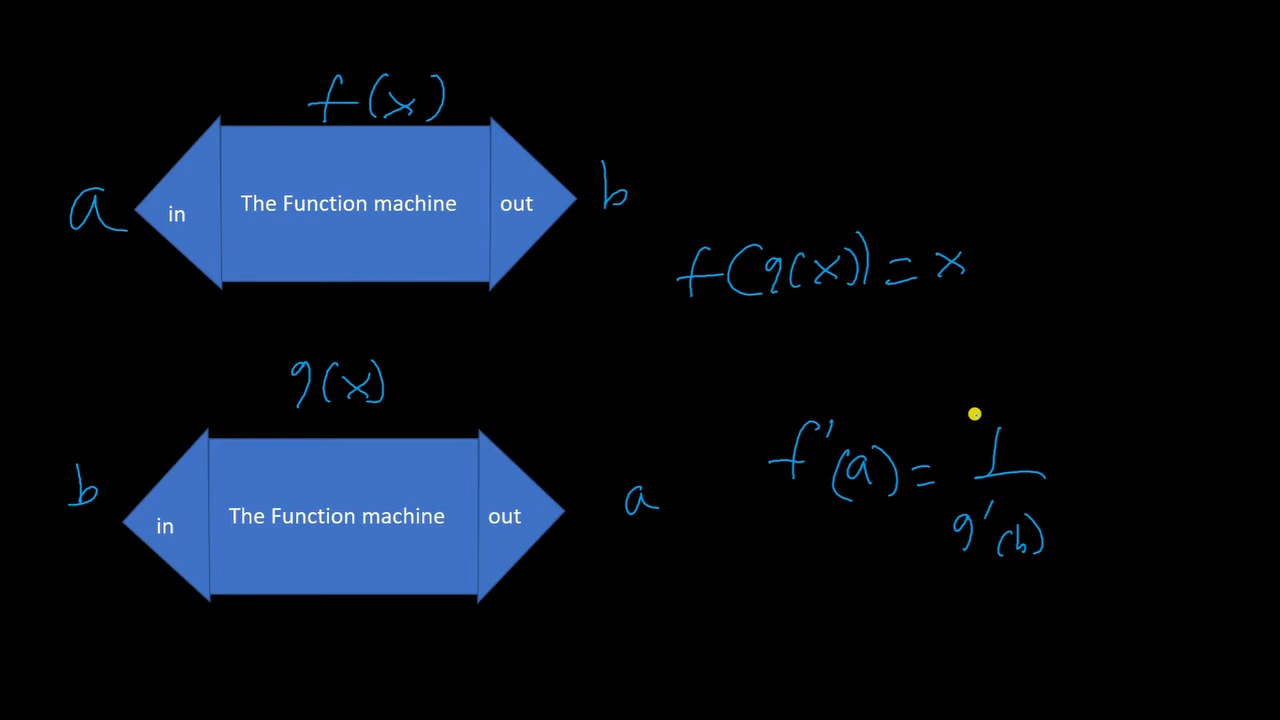 f(x)
a in The Function machine out b
f(g(x)) = x
g(x)
b in The Function machine out a
f'(a) = 1
g'(b)